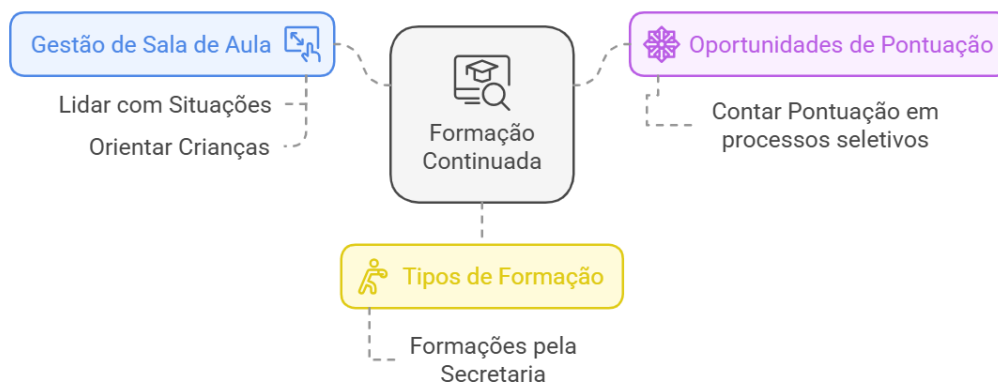 Gestão de Sala de Aula
Lidar com Situações
Orientar Crianças
Formação
Continuada
Oportunidades de Pontuação
Contar Pontuação em
processos seletivos
Tipos de Formação
Formações pela
Secretaria